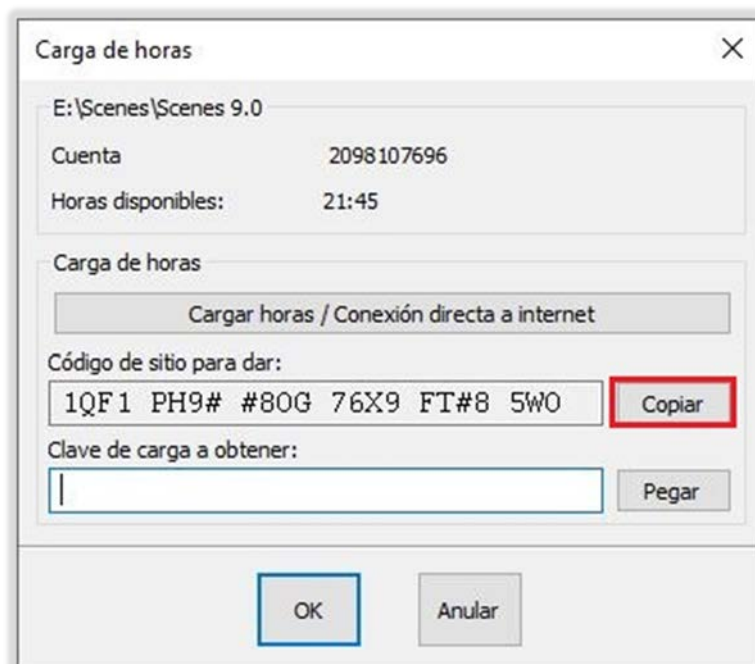 Carga de horas
E:\Scenes\Scenes 9.0
Cuenta 2098107696
Horas disponibles: 21:45
Carga de horas
Cargar horas / Conexión directa a internet
Código de sitio para dar:
1QF1 PH9# #8OG 76X9 FT#8 5WO Copiar
Clave de carga a obtener:
Pegar
OK Anular